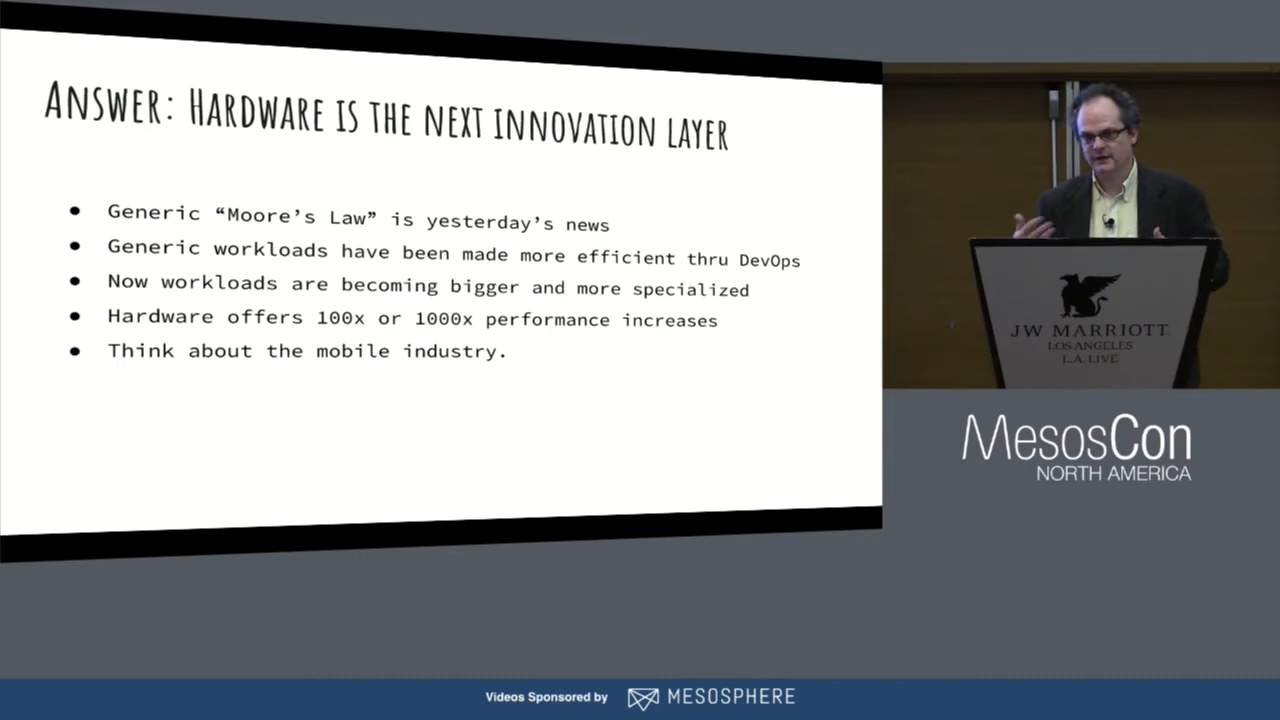 ANSWER: HARDWARE IS THE NEXT INNOVATION LAYER
● Generic “Moore’s Law” is yesterday’s news
● Generic workloads have been made more efficient thru DevOps
● Now workloads are becoming bigger and more specialized
● Hardware offers 100x or 1000x performance increases
● Think about the mobile industry.
JW MARRIOTT
LOS ANGELES
L.A. LIVE
MesosCon
NORTH AMERICA
Videos Sponsored by MESOSPHERE